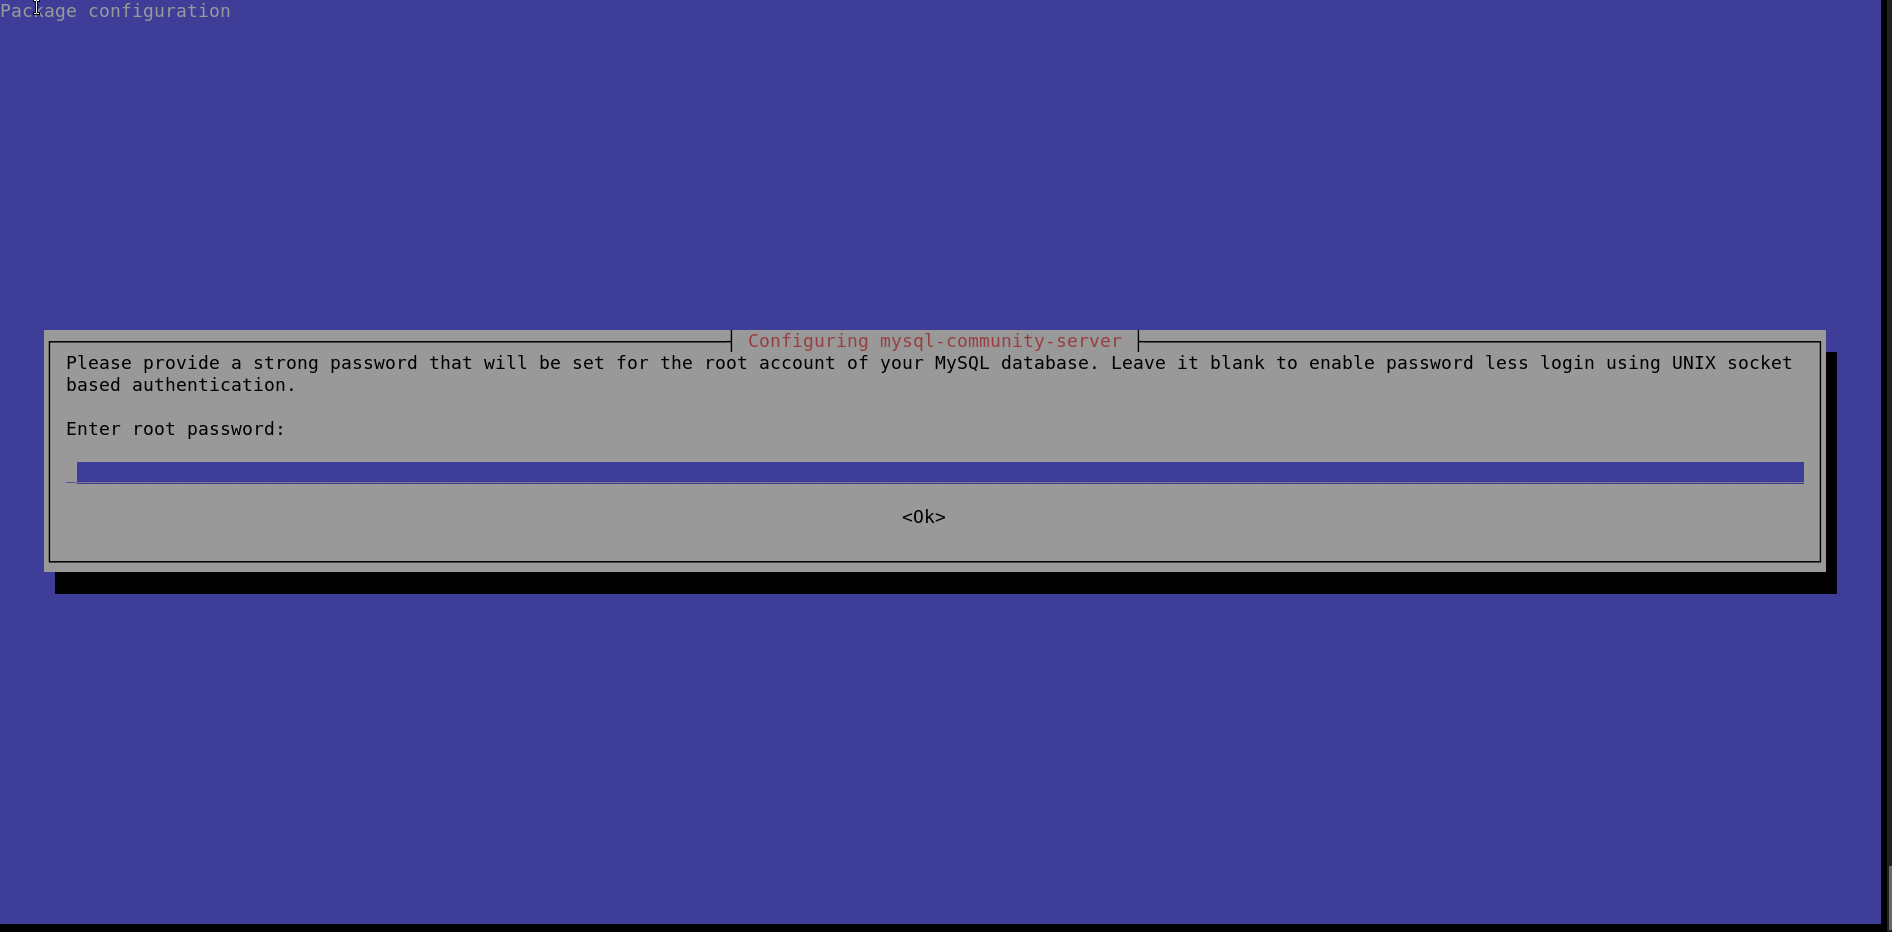 Package configuration
Configuring mysql-community-server
Please provide a strong password that will be set for the root account of your MySQL database. Leave it blank to enable password less login using UNIX socket
based authentication.
Enter root password:
<Ok>